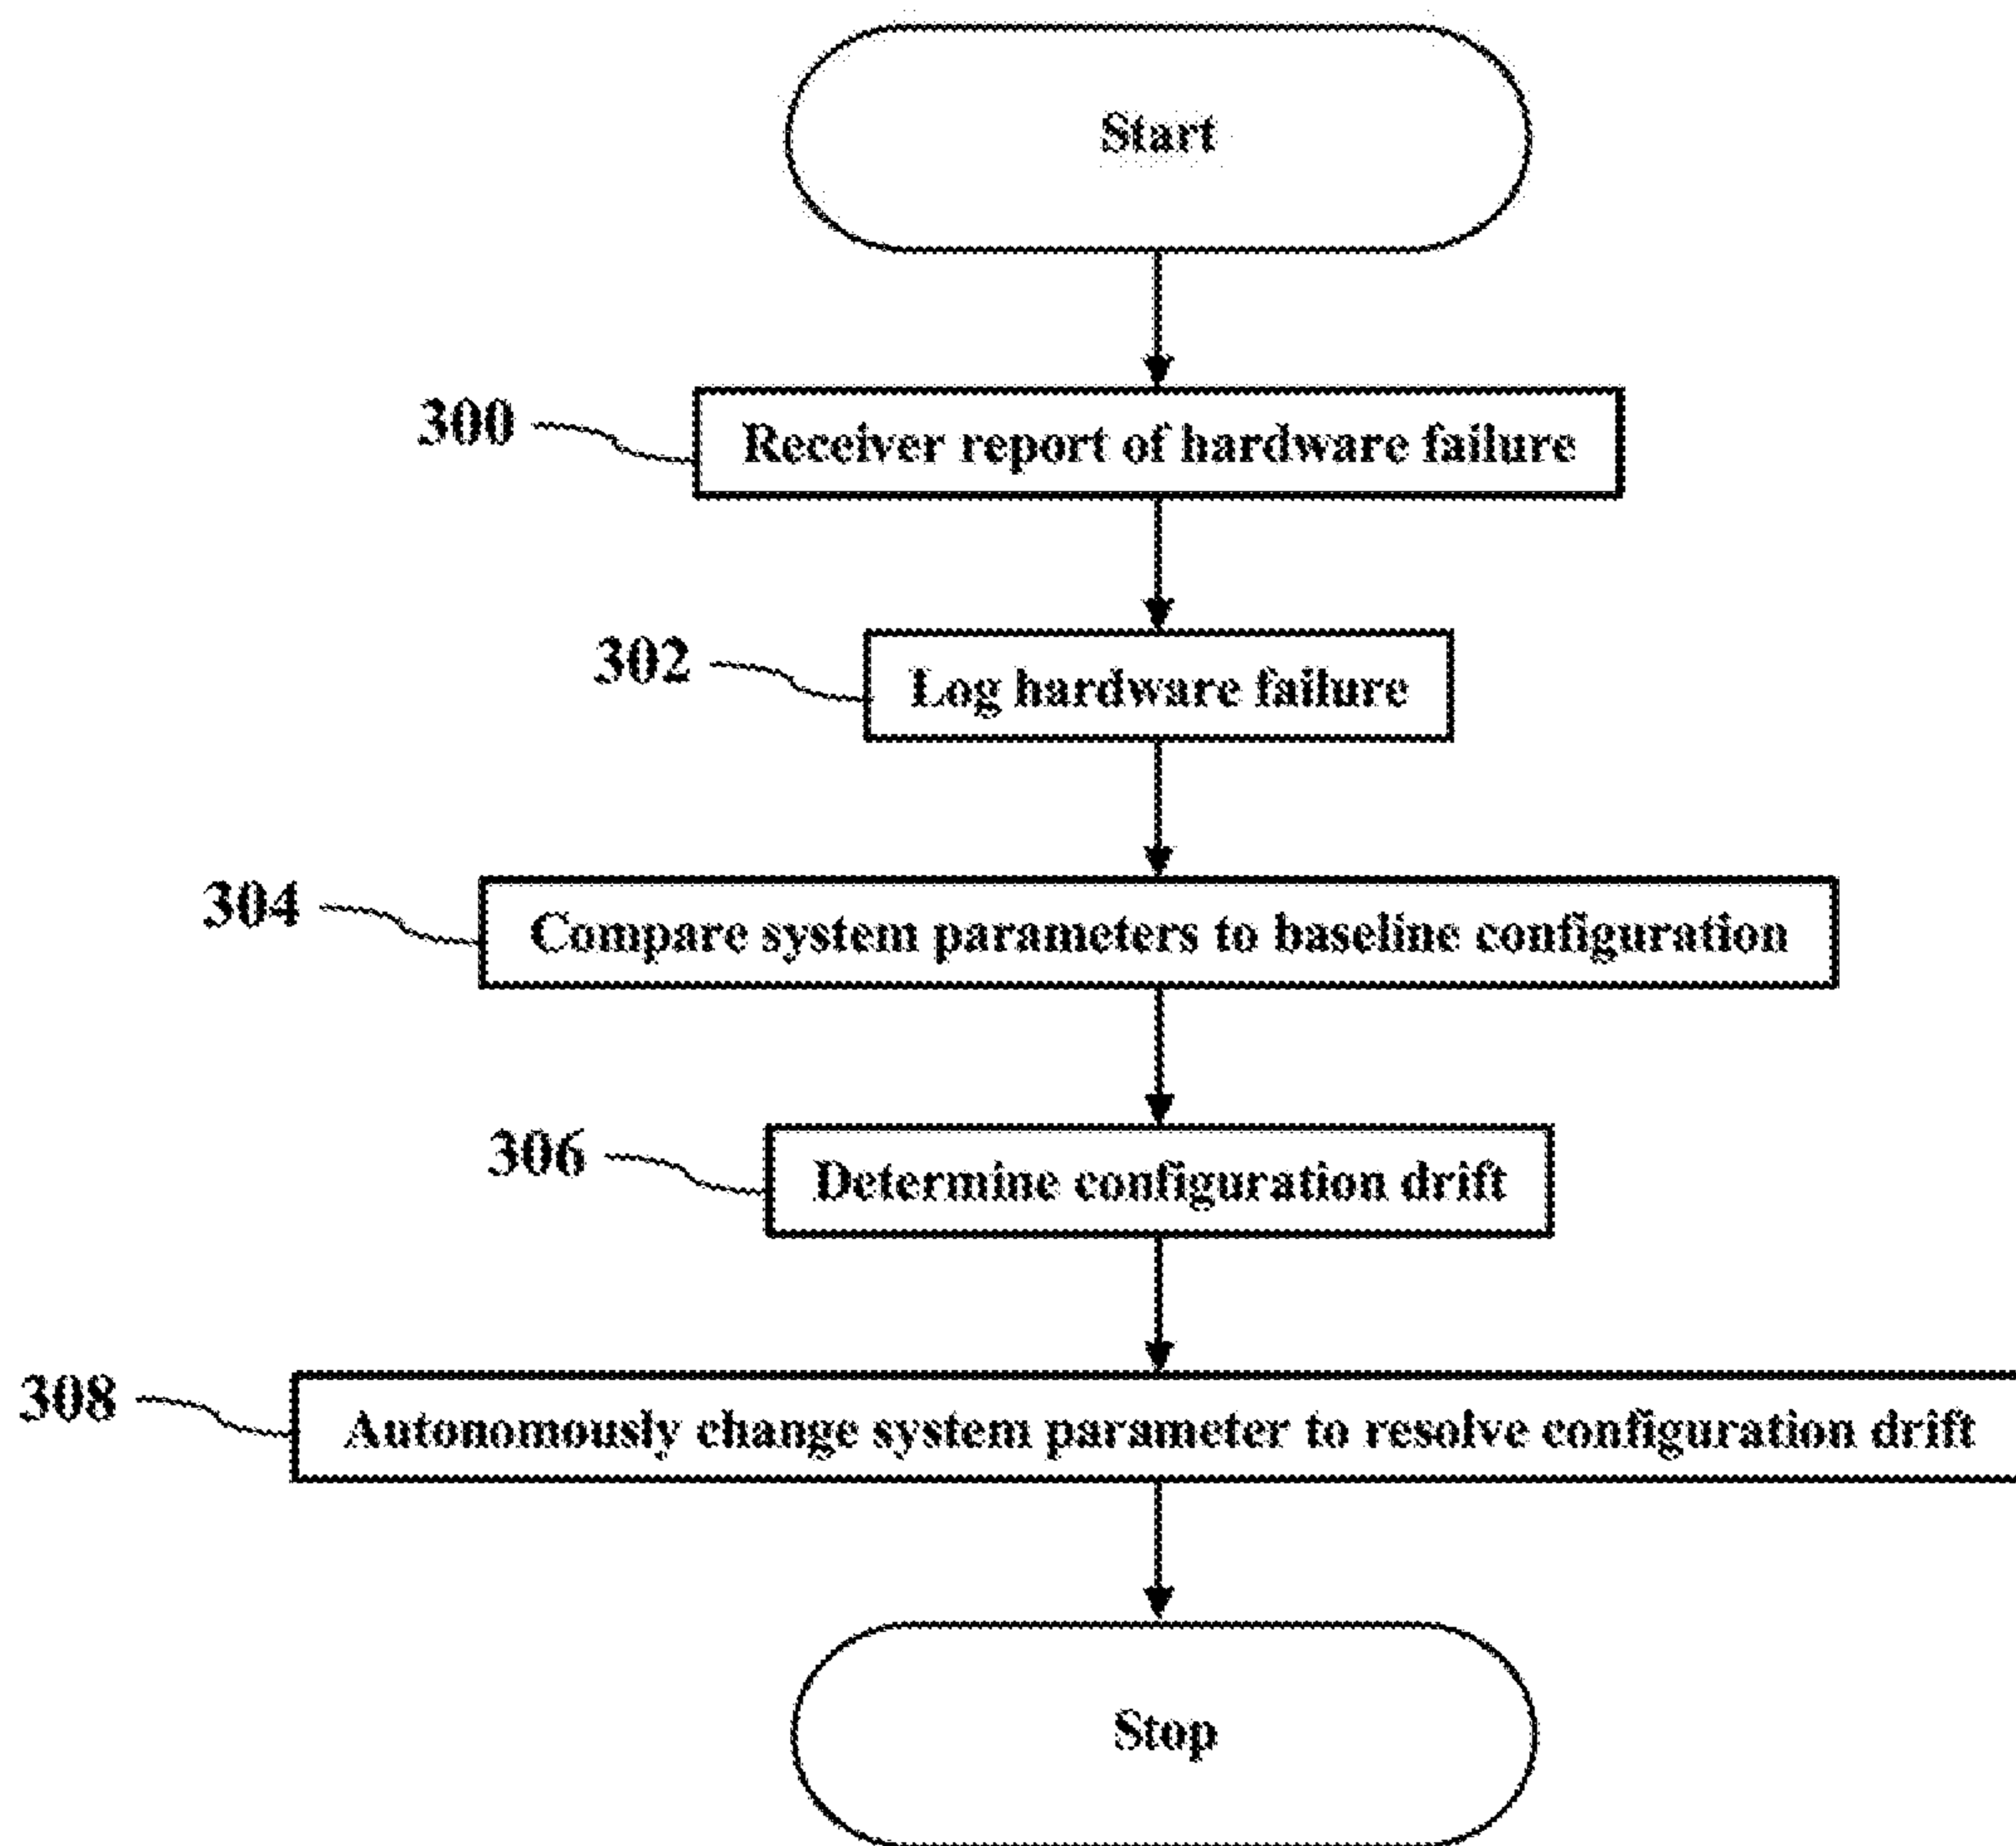 Start
300
Receiver report of hardware failure
302
Log hardware failure
304
Compare system parameters to baseline configuration
306
Determine configuration drift
308
Autonomously change system parameter to resolve configuration drift
Stop